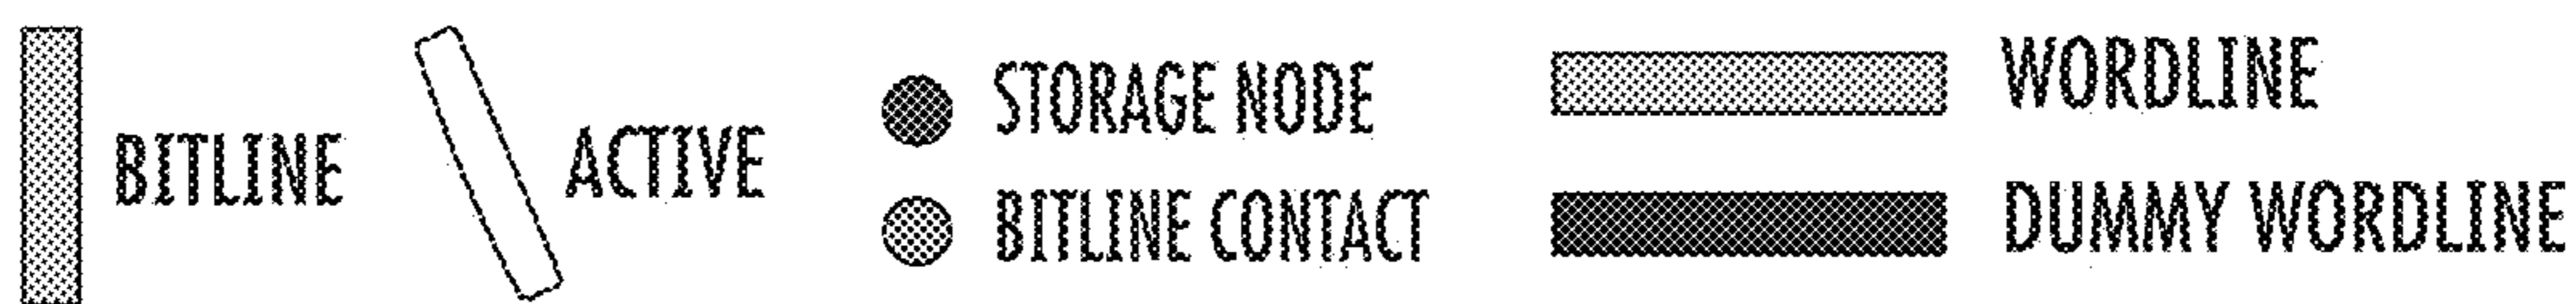 BITLINE
ACTIVE
STORAGE NODE
BITLINE CONTACT
WORDLINE
DUMMY WORDLINE